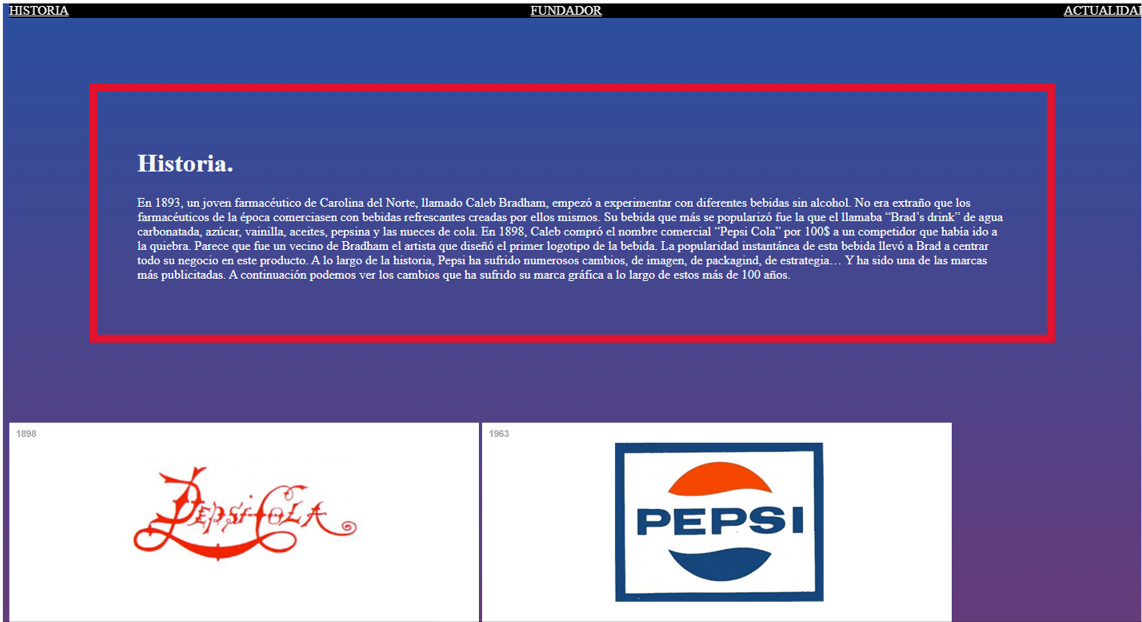 HISTORIA FUNDADOR ACTUALIDA
Historia.
En 1893, un joven farmacéutico de Carolina del Norte, llamado Caleb Bradham, empezó a experimentar con diferentes bebidas sin alcohol. No era extraño que los
farmacéuticos de la época comerciasen con bebidas refrescantes creadas por ellos mismos. Su bebida que más se popularizó fue la que el llamaba “Brad’s drink” de agua
carbonatada, azúcar, vainilla, aceites, pepsina y las nueces de cola. En 1898, Caleb compró el nombre comercial “Pepsi Cola” por 100$ a un competidor que había ido a
la quiebra. Parece que fue un vecino de Bradham el artista que diseñó el primer logotipo de la bebida. La popularidad instantánea de esta bebida llevó a Brad a centrar
todo su negocio en este producto. A lo largo de la historia, Pepsi ha sufrido numerosos cambios, de imagen, de packagind, de estrategia… Y ha sido una de las marcas
más publicitadas. A continuación podemos ver los cambios que ha sufrido su marca gráfica a lo largo de estos más de 100 años.
1898
1963
Pepsi-Cola
PEPSI